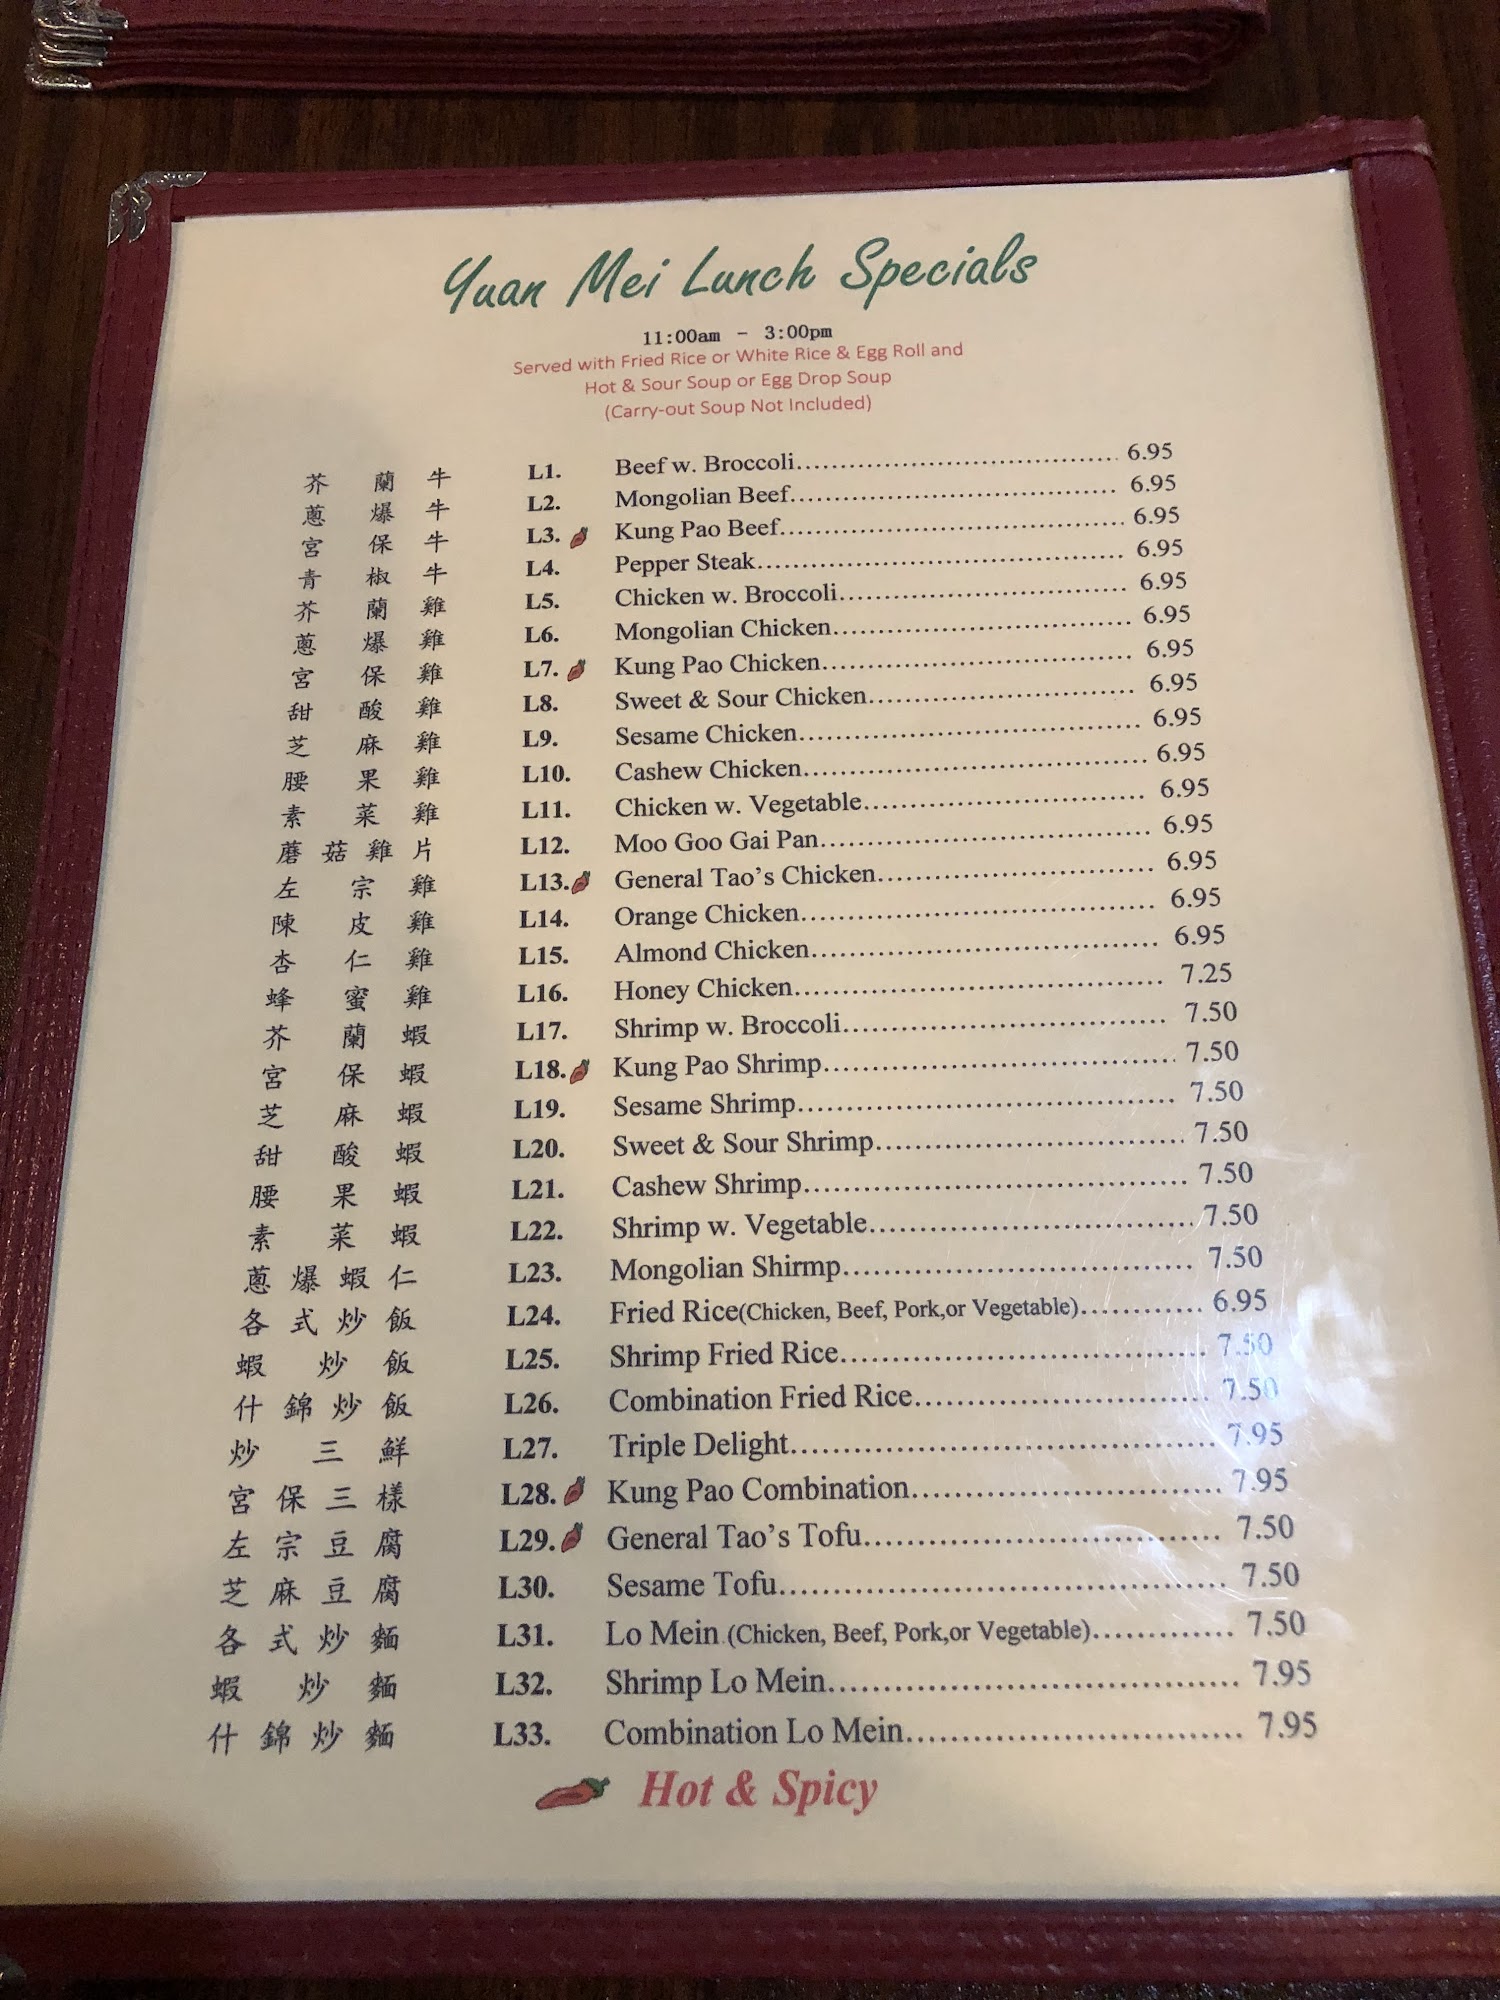 Yuan Mei Lunch Specials
11:00am - 3:00pm
Served with Fried Rice or White Rice & Egg Roll and
Hot & Sour Soup or Egg Drop Soup
(Carry-out Soup Not Included)
芥蘭牛 L1. Beef w. Broccoli 6.95
蔥爆牛 L2. Mongolian Beef 6.95
宮保牛 L3. Kung Pao Beef 6.95
青椒牛 L4. Pepper Steak 6.95
芥蘭雞 L5. Chicken w. Broccoli 6.95
蔥爆雞 L6. Mongolian Chicken 6.95
宮保雞 L7. Kung Pao Chicken 6.95
甜酸雞 L8. Sweet & Sour Chicken 6.95
芝麻雞 L9. Sesame Chicken 6.95
腰果雞 L10. Cashew Chicken 6.95
素菜雞 L11. Chicken w. Vegetable 6.95
蘑菇雞片 L12. Moo Goo Gai Pan 6.95
左宗雞 L13. General Tao's Chicken 6.95
陳皮雞 L14. Orange Chicken 6.95
杏仁雞 L15. Almond Chicken 6.95
蜂蜜雞 L16. Honey Chicken 7.25
芥蘭蝦 L17. Shrimp w. Broccoli 7.50
宮保蝦 L18. Kung Pao Shrimp 7.50
芝麻蝦 L19. Sesame Shrimp 7.50
甜酸蝦 L20. Sweet & Sour Shrimp 7.50
腰果蝦 L21. Cashew Shrimp 7.50
素菜蝦 L22. Shrimp w. Vegetable 7.50
蔥爆蝦仁 L23. Mongolian Shirmp 7.50
各式炒飯 L24. Fried Rice(Chicken, Beef, Pork,or Vegetable) 6.95
蝦炒飯 L25. Shrimp Fried Rice 7.50
什錦炒飯 L26. Combination Fried Rice 7.50
炒三鮮 L27. Triple Delight 7.95
宮保三樣 L28. Kung Pao Combination 7.95
左宗豆腐 L29. General Tao's Tofu 7.50
芝麻豆腐 L30. Sesame Tofu 7.50
各式炒麵 L31. Lo Mein (Chicken, Beef, Pork,or Vegetable) 7.50
蝦炒麵 L32. Shrimp Lo Mein 7.95
什錦炒麵 L33. Combination Lo Mein 7.95
Hot & Spicy